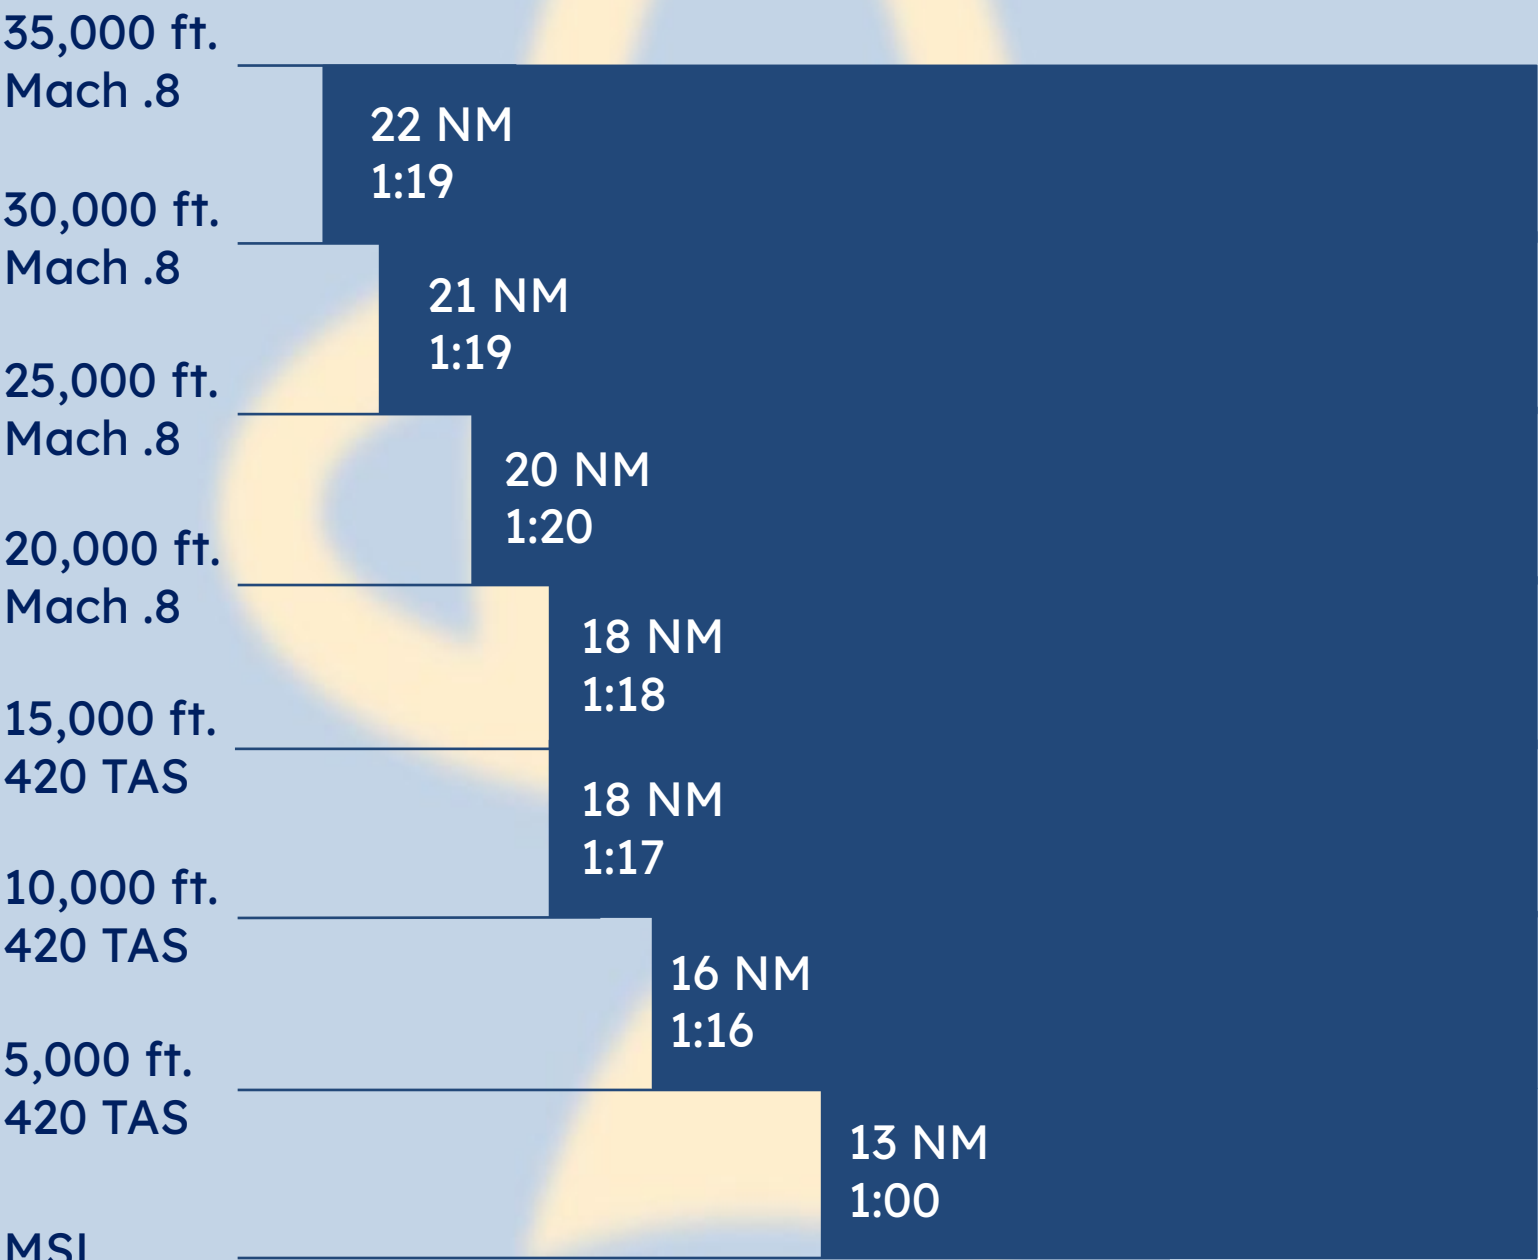 35,000 ft.
Mach .8
22 NM
1:19
30,000 ft.
Mach .8
21 NM
1:19
25,000 ft.
Mach .8
20 NM
1:20
20,000 ft.
Mach .8
18 NM
1:18
15,000 ft.
420 TAS
18 NM
1:17
10,000 ft.
420 TAS
16 NM
1:16
5,000 ft.
420 TAS
13 NM
1:00
MSL